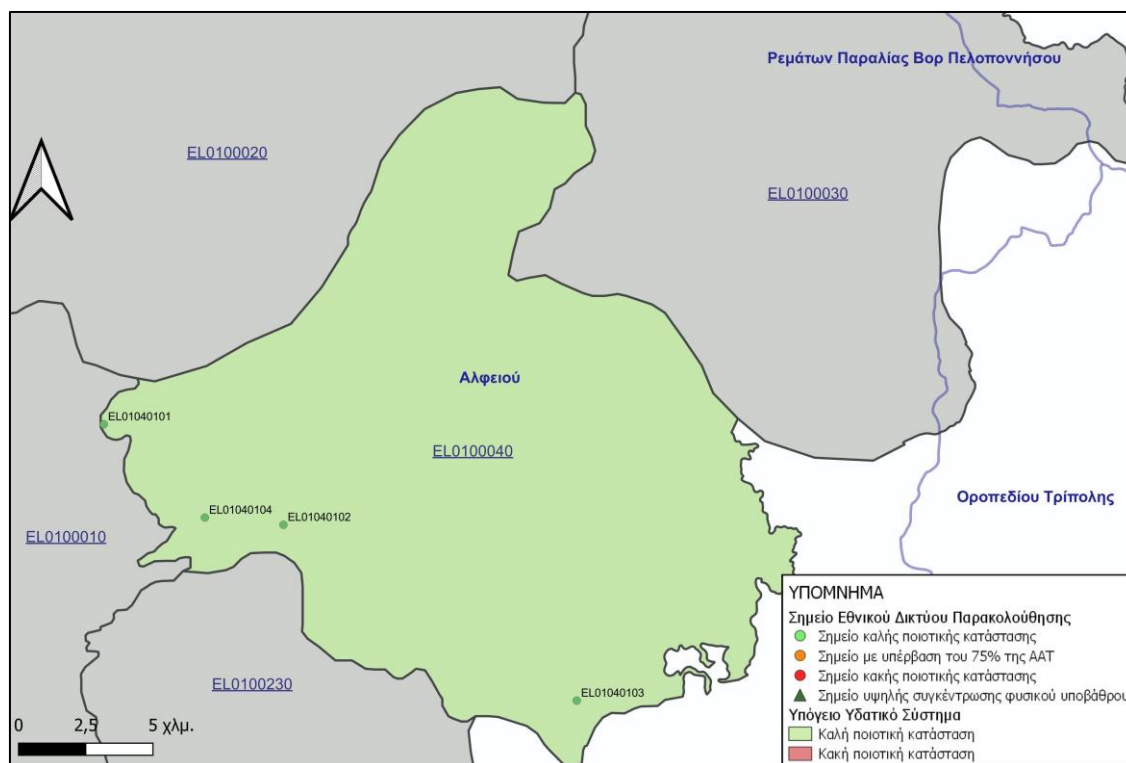 Ρεμάτων Παραλίας Βορ Πελοποννήσου
EL0100020
EL0100030
Αλφειού
EL01040101
EL0100040
Οροπεδίου Τρίπολης
EL01040104
EL01040102
EL0100010
EL0100230
EL01040103
0 2,5 5 χλμ.
ΥΠΟΜΝΗΜΑ
Σημείο Εθνικού Δικτύου Παρακολούθησης
Σημείο καλής ποιοτικής κατάστασης
Σημείο με υπέρβαση του 75% της ΑΑΤ
Σημείο κακής ποιοτικής κατάστασης
Σημείο υψηλής συγκέντρωσης φυσικού υποβάθρου
Υπόγειο Υδατικό Σύστημα
Καλή ποιοτική κατάσταση
Κακή ποιοτική κατάσταση